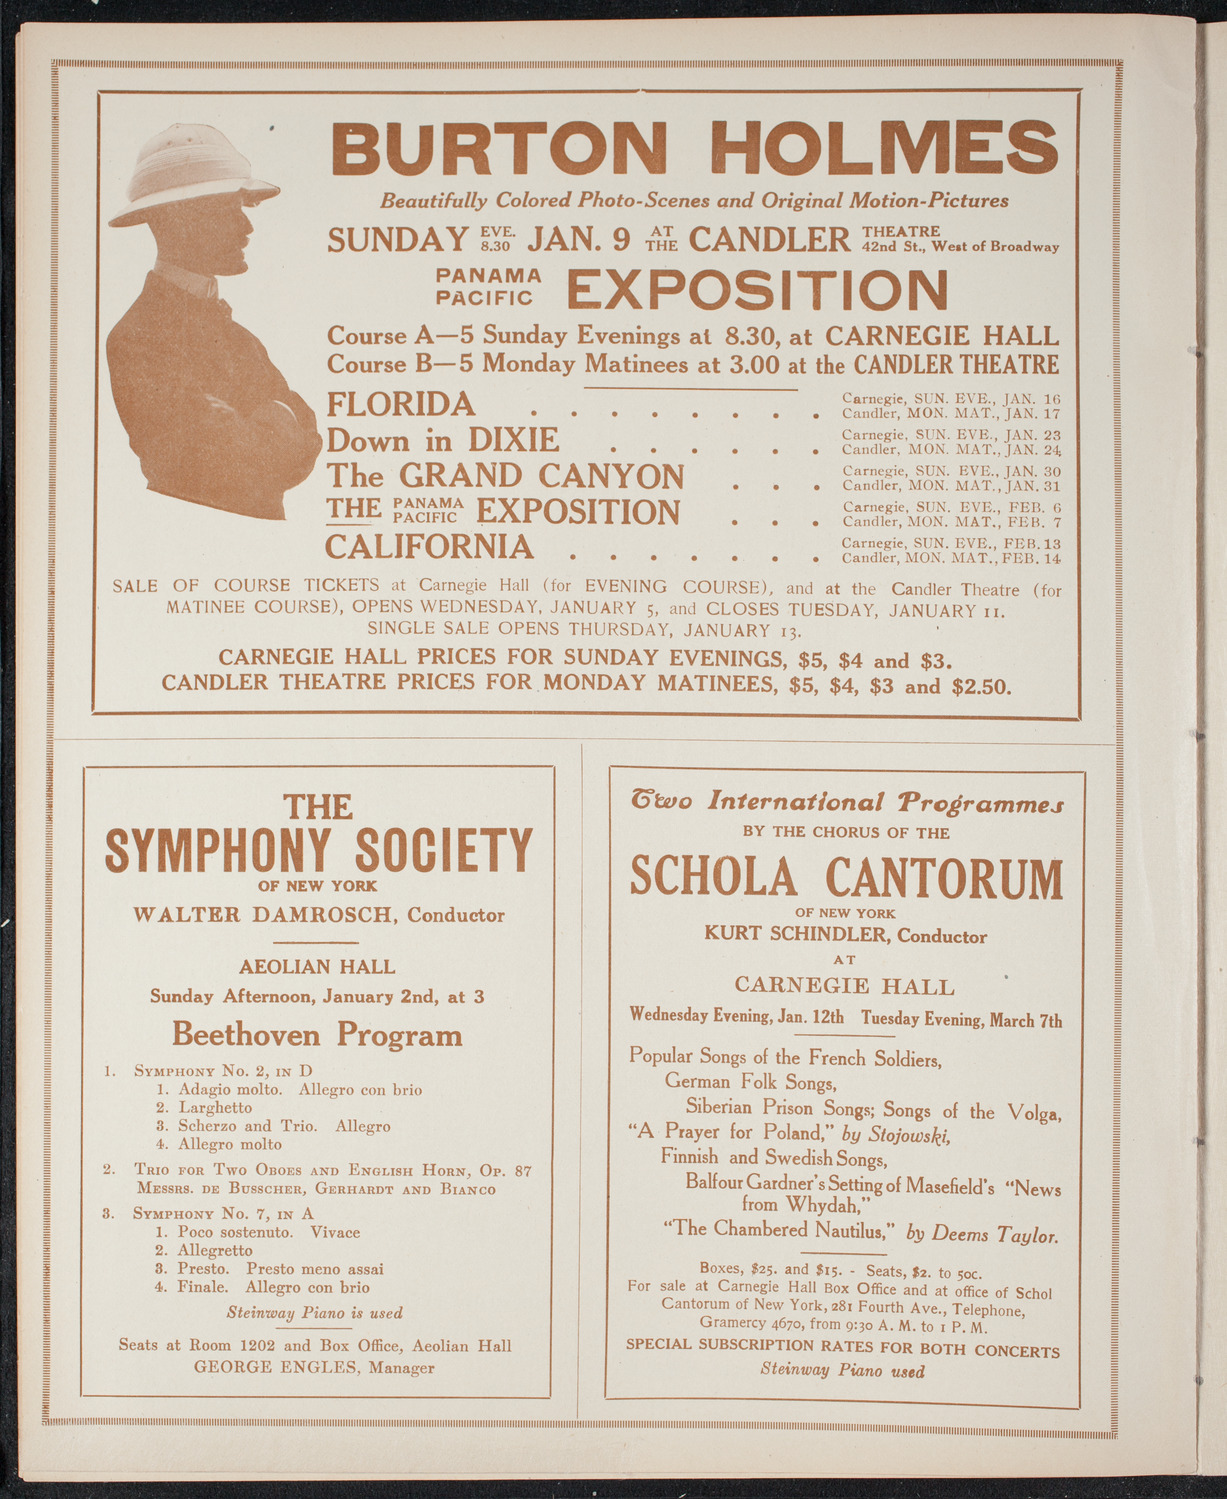 BURTON HOLMES
Beautifully Colored Photo-Scenes and Original Motion-Pictures
SUNDAY EVE. 8.30 JAN. 9 AT THE CANDLER THEATRE 42nd St., West of Broadway
PANAMA PACIFIC EXPOSITION
Course A—5 Sunday Evenings at 8.30, at CARNEGIE HALL
Course B—5 Monday Matinees at 3.00 at the CANDLER THEATRE
FLORIDA . . . . . . . . Carnegie, SUN. EVE., JAN. 16
Candler, MON. MAT., JAN. 17
Down in DIXIE . . . . . . Carnegie, SUN. EVE., JAN. 23
Candler, MON. MAT., JAN. 24
The GRAND CANYON . . . Carnegie, SUN. EVE., JAN. 30
Candler, MON. MAT., JAN. 31
THE PANAMA PACIFIC EXPOSITION . . . Carnegie, SUN. EVE., FEB. 6
Candler, MON. MAT., FEB. 7
CALIFORNIA . . . . . . . Carnegie, SUN. EVE., FEB. 13
Candler, MON. MAT., FEB. 14
SALE OF COURSE TICKETS at Carnegie Hall (for EVENING COURSE), and at the Candler Theatre (for
MATINEE COURSE), OPENS WEDNESDAY, JANUARY 5, and CLOSES TUESDAY, JANUARY 11.
SINGLE SALE OPENS THURSDAY, JANUARY 13.
CARNEGIE HALL PRICES FOR SUNDAY EVENINGS, $5, $4 and $3.
CANDLER THEATRE PRICES FOR MONDAY MATINEES, $5, $4, $3 and $2.50.
THE
SYMPHONY SOCIETY
OF NEW YORK
WALTER DAMROSCH, Conductor
AEOLIAN HALL
Sunday Afternoon, January 2nd, at 3
Beethoven Program
1. SYMPHONY NO. 2, IN D
1. Adagio molto. Allegro con brio
2. Larghetto
3. Scherzo and Trio. Allegro
4. Allegro molto
2. TRIO FOR TWO OBOES AND ENGLISH HORN, OP. 87
MESSRS. DE BUSSCHER, GERHARDT AND BIANCO
3. SYMPHONY NO. 7, IN A
1. Poco sostenuto. Vivace
2. Allegretto
3. Presto. Presto meno assai
4. Finale. Allegro con brio
Steinway Piano is used
Seats at Room 1202 and Box Office, Aeolian Hall
GEORGE ENGLES, Manager
Two International Programmes
BY THE CHORUS OF THE
SCHOLA CANTORUM
OF NEW YORK
KURT SCHINDLER, Conductor
AT
CARNEGIE HALL
Wednesday Evening, Jan. 12th Tuesday Evening, March 7th
Popular Songs of the French Soldiers,
German Folk Songs,
Siberian Prison Songs; Songs of the Volga,
"A Prayer for Poland," by Stojowski,
Finnish and Swedish Songs,
Balfour Gardner's Setting of Masefield's "News
from Whydah,"
"The Chambered Nautilus," by Deems Taylor.
Boxes, $25. and $15. - Seats, $2. to 50c.
For sale at Carnegie Hall Box Office and at office of Schol
Cantorum of New York, 281 Fourth Ave., Telephone,
Gramercy 4670, from 9:30 A. M. to 1 P. M.
SPECIAL SUBSCRIPTION RATES FOR BOTH CONCERTS
Steinway Piano used